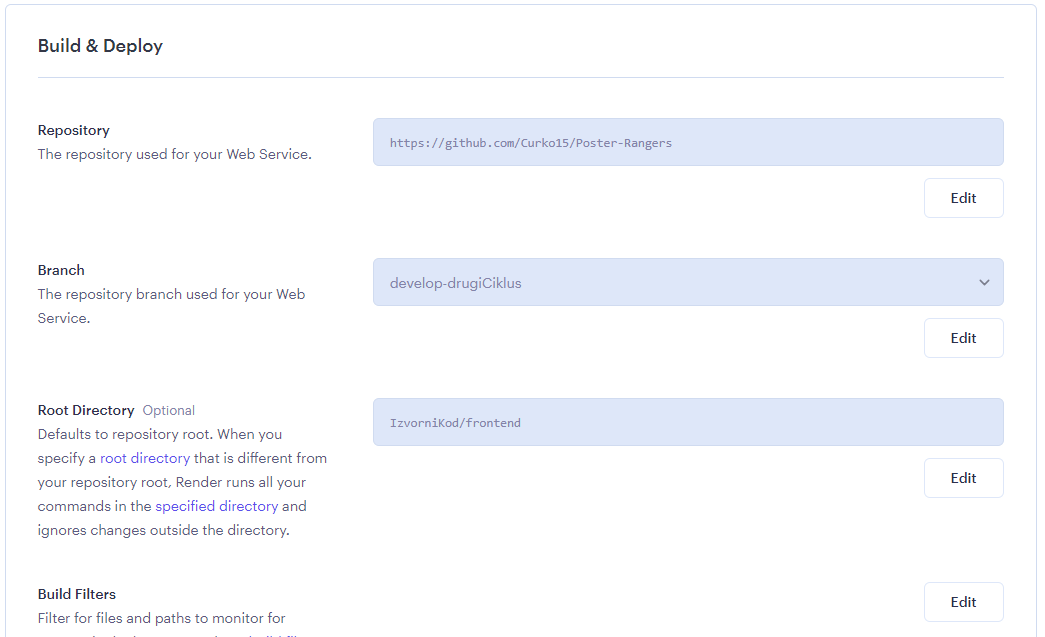 Build & Deploy
Repository
The repository used for your Web Service.
https://github.com/Curko15/Poster-Rangers
Edit
Branch
The repository branch used for your Web
Service.
develop-drugiCiklus
Edit
Root Directory Optional
Defaults to repository root. When you
specify a root directory that is different from
your repository root, Render runs all your
commands in the specified directory and
ignores changes outside the directory.
IzvorniKod/frontend
Edit
Build Filters
Filter for files and paths to monitor for
Edit